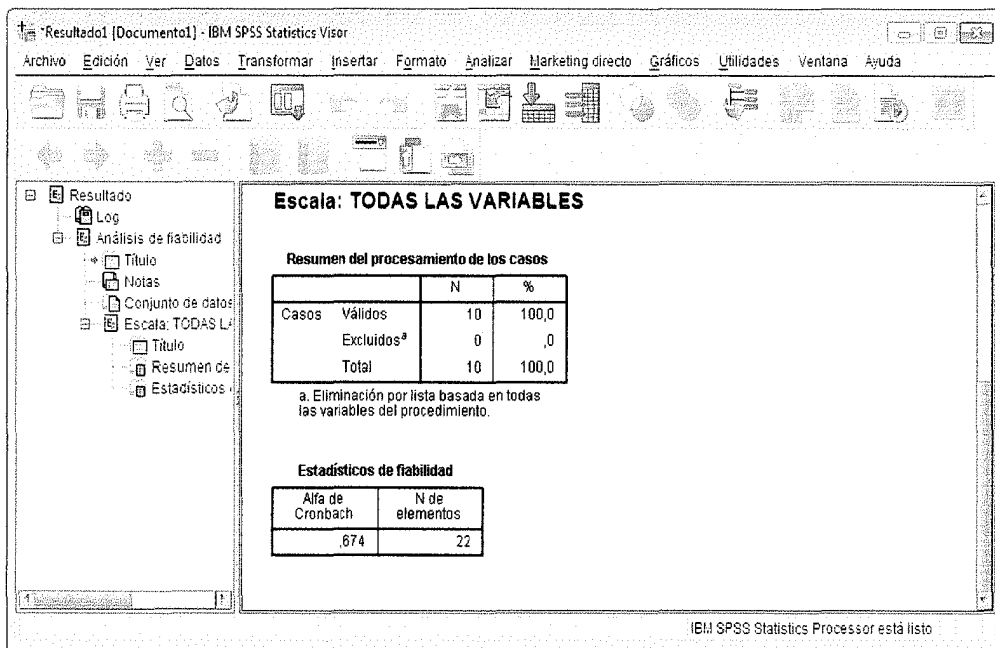 *Resultado1 [Documento1] - IBM SPSS Statistics Visor
Archivo Edición Ver Datos Transformar Insertar Formato Analizar Marketing directo Gráficos Utilidades Ventana Ayuda
Resultado
Log
Análisis de fiabilidad
Título
Notas
Conjunto de datos
Escala: TODAS LA
Título
Resumen de
Estadísticos
Escala: TODAS LAS VARIABLES
Resumen del procesamiento de los casos
N %
Casos Válidos 10 100,0
Excluidosª 0 ,0
Total 10 100,0
a. Eliminación por lista basada en todas
las variables del procedimiento.
Estadísticos de fiabilidad
Alfa de Cronbach N de elementos
,674 22
IBM SPSS Statistics Processor está listo